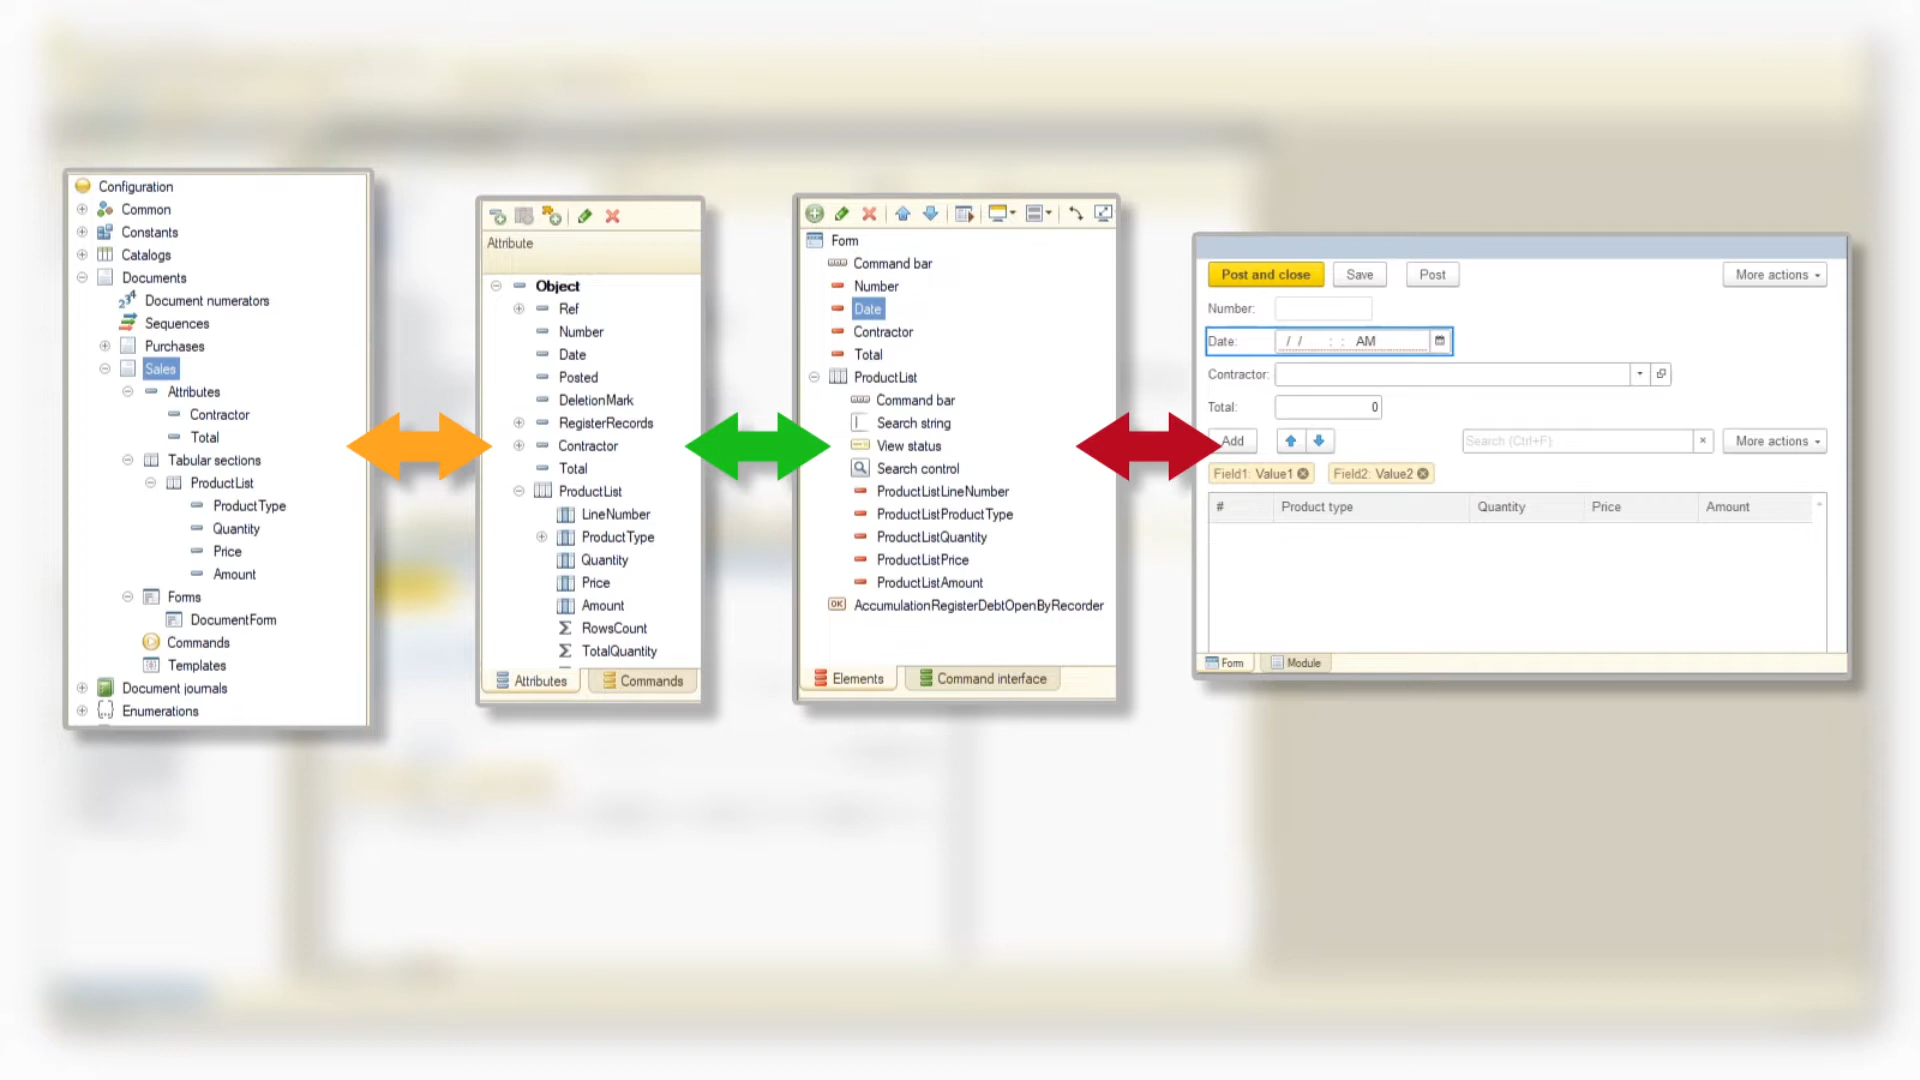 Configuration
Common
Constants
Catalogs
Documents
Document numerators
Sequences
Purchases
Sales
Attributes
Contractor
Total
Tabular sections
ProductList
ProductType
Quantity
Price
Amount
Forms
DocumentForm
Commands
Templates
Document journals
Enumerations
Attribute
Object
Ref
Number
Date
Posted
DeletionMark
RegisterRecords
Contractor
Total
ProductList
LineNumber
ProductType
Quantity
Price
Amount
RowsCount
TotalQuantity
Attributes Commands
Form
Command bar
Number
Date
Contractor
Total
ProductList
Command bar
Search string
View status
Search control
ProductListLineNumber
ProductListProductType
ProductListQuantity
ProductListPrice
ProductListAmount
OK AccumulationRegisterDebtOpenByRecorder
Elements Command interface
Post and close Save Post More actions
Number:
Date: / / : : AM
Contractor:
Total: 0
Add Search (Ctrl+F) × More actions
Field1: Value1 Field2: Value2
# Product type Quantity Price Amount
Form Module